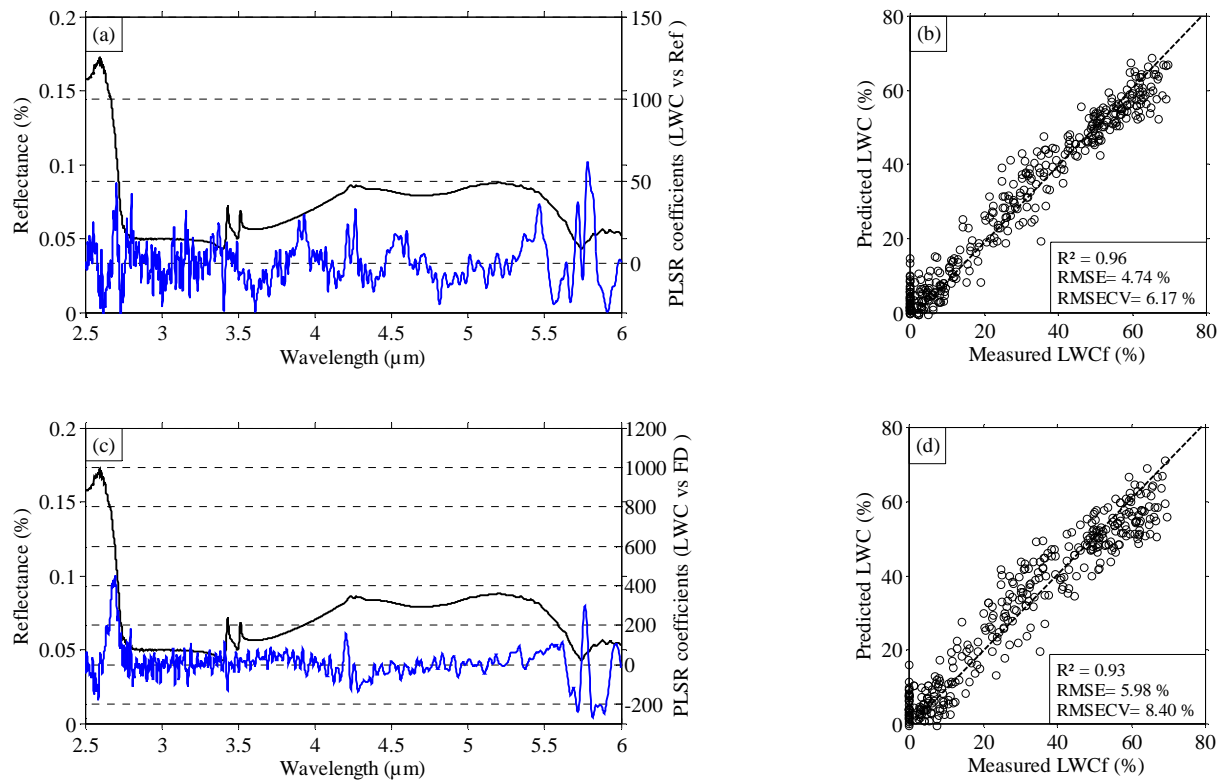 (a)
0.2
0.15
0.1
0.05
0
Reflectance (%)
150
100
50
0
PLSR coefficients (LWC vs Ref)
2.5 3 3.5 4 4.5 5 5.5 6
Wavelength (µm)
(b)
80
60
40
20
0
Predicted LWC (%)
R² = 0.96
RMSE= 4.74 %
RMSECV= 6.17 %
0 20 40 60 80
Measured LWCf (%)
(c)
0.2
0.15
0.1
0.05
0
Reflectance (%)
1200
1000
800
600
400
200
0
-200
PLSR coefficients (LWC vs FD )
2.5 3 3.5 4 4.5 5 5.5 6
Wavelength (µm)
(d)
80
60
40
20
0
Predicted LWC (%)
R² = 0.93
RMSE= 5.98 %
RMSECV= 8.40 %
0 20 40 60 80
Measured LWCf (%)